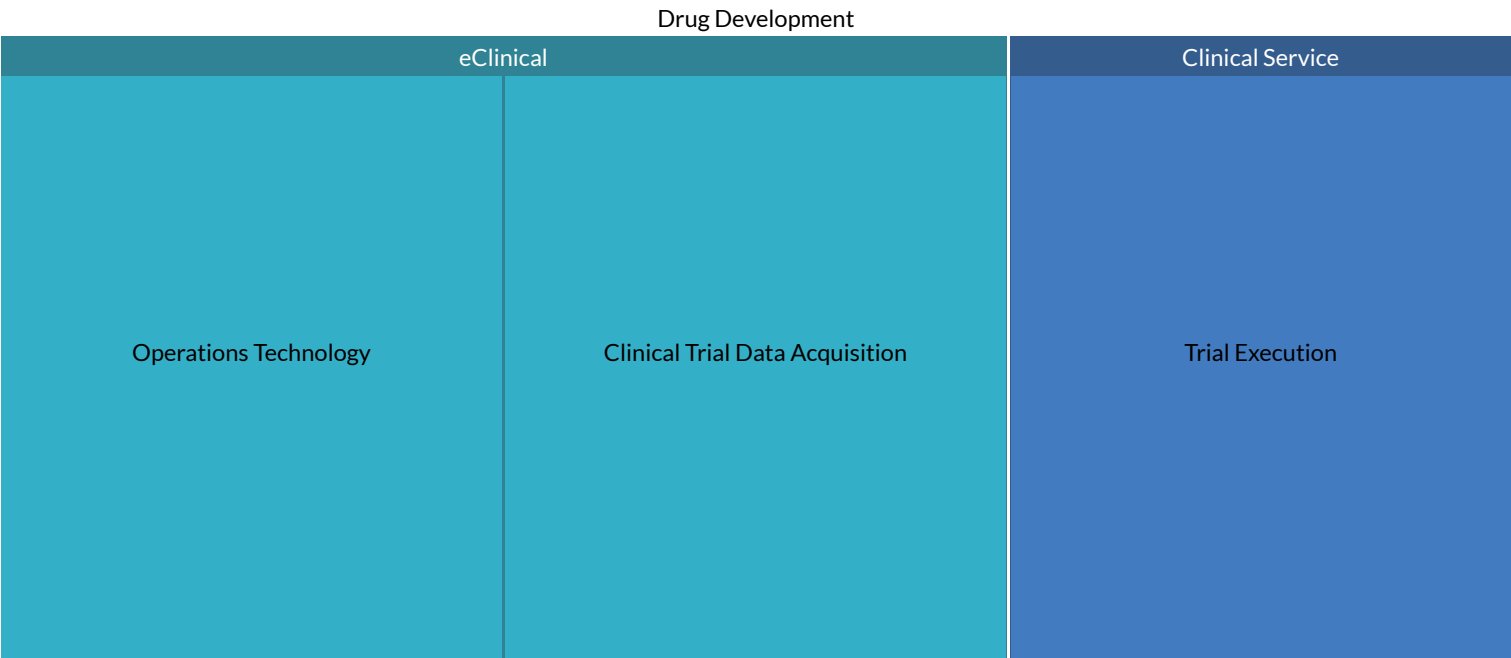 Drug Development
eClinical
Clinical Service
Operations Technology
Clinical Trial Data Acquisition
Trial Execution